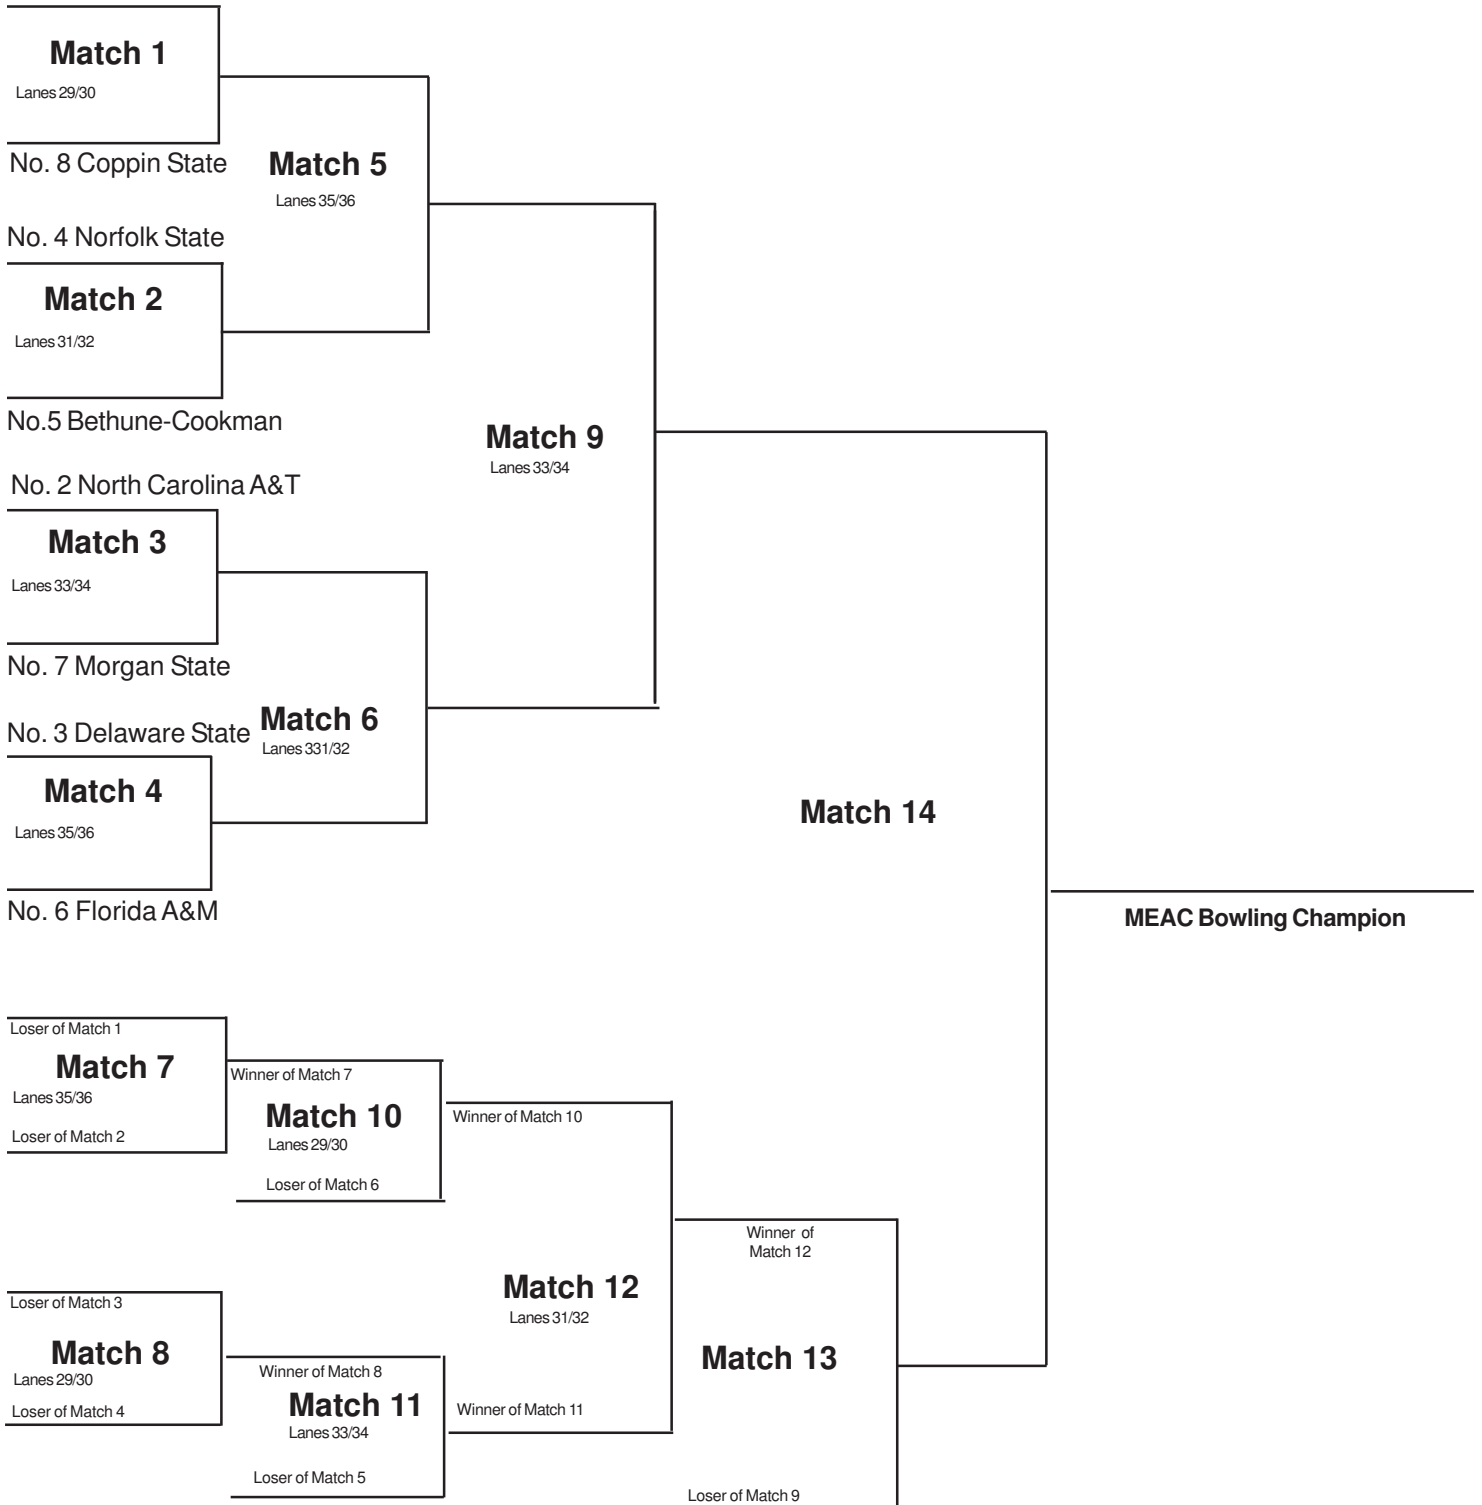 Match 1
Lanes 29/30
No. 8 Coppin State
Match 5
Lanes 35/36
No. 4 Norfolk State
Match 2
Lanes 31/32
No.5 Bethune-Cookman
Match 9
Lanes 33/34
No. 2 North Carolina A&T
Match 3
Lanes 33/34
No. 7 Morgan State
No. 3 Delaware State
Match 6
Lanes 331/32
Match 4
Lanes 35/36
No. 6 Florida A&M
Match 14
MEAC Bowling Champion
Loser of Match 1
Match 7
Lanes 35/36
Loser of Match 2
Winner of Match 7
Match 10
Lanes 29/30
Loser of Match 6
Winner of Match 10
Match 12
Lanes 31/32
Winner of
Match 12
Loser of Match 3
Match 8
Lanes 29/30
Loser of Match 4
Winner of Match 8
Match 11
Lanes 33/34
Loser of Match 5
Winner of Match 11
Match 13
Loser of Match 9